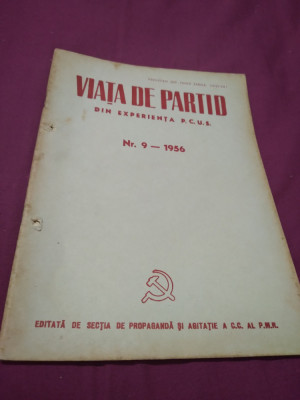 VIAȚA DE PARTID
DIN EXPERIENȚA P.C.U.S.
Nr. 9 — 1956
EDITATĂ DE SECȚIA DE PROPAGANDĂ ȘI AGITAȚIE A C.C. AL P.M.R.